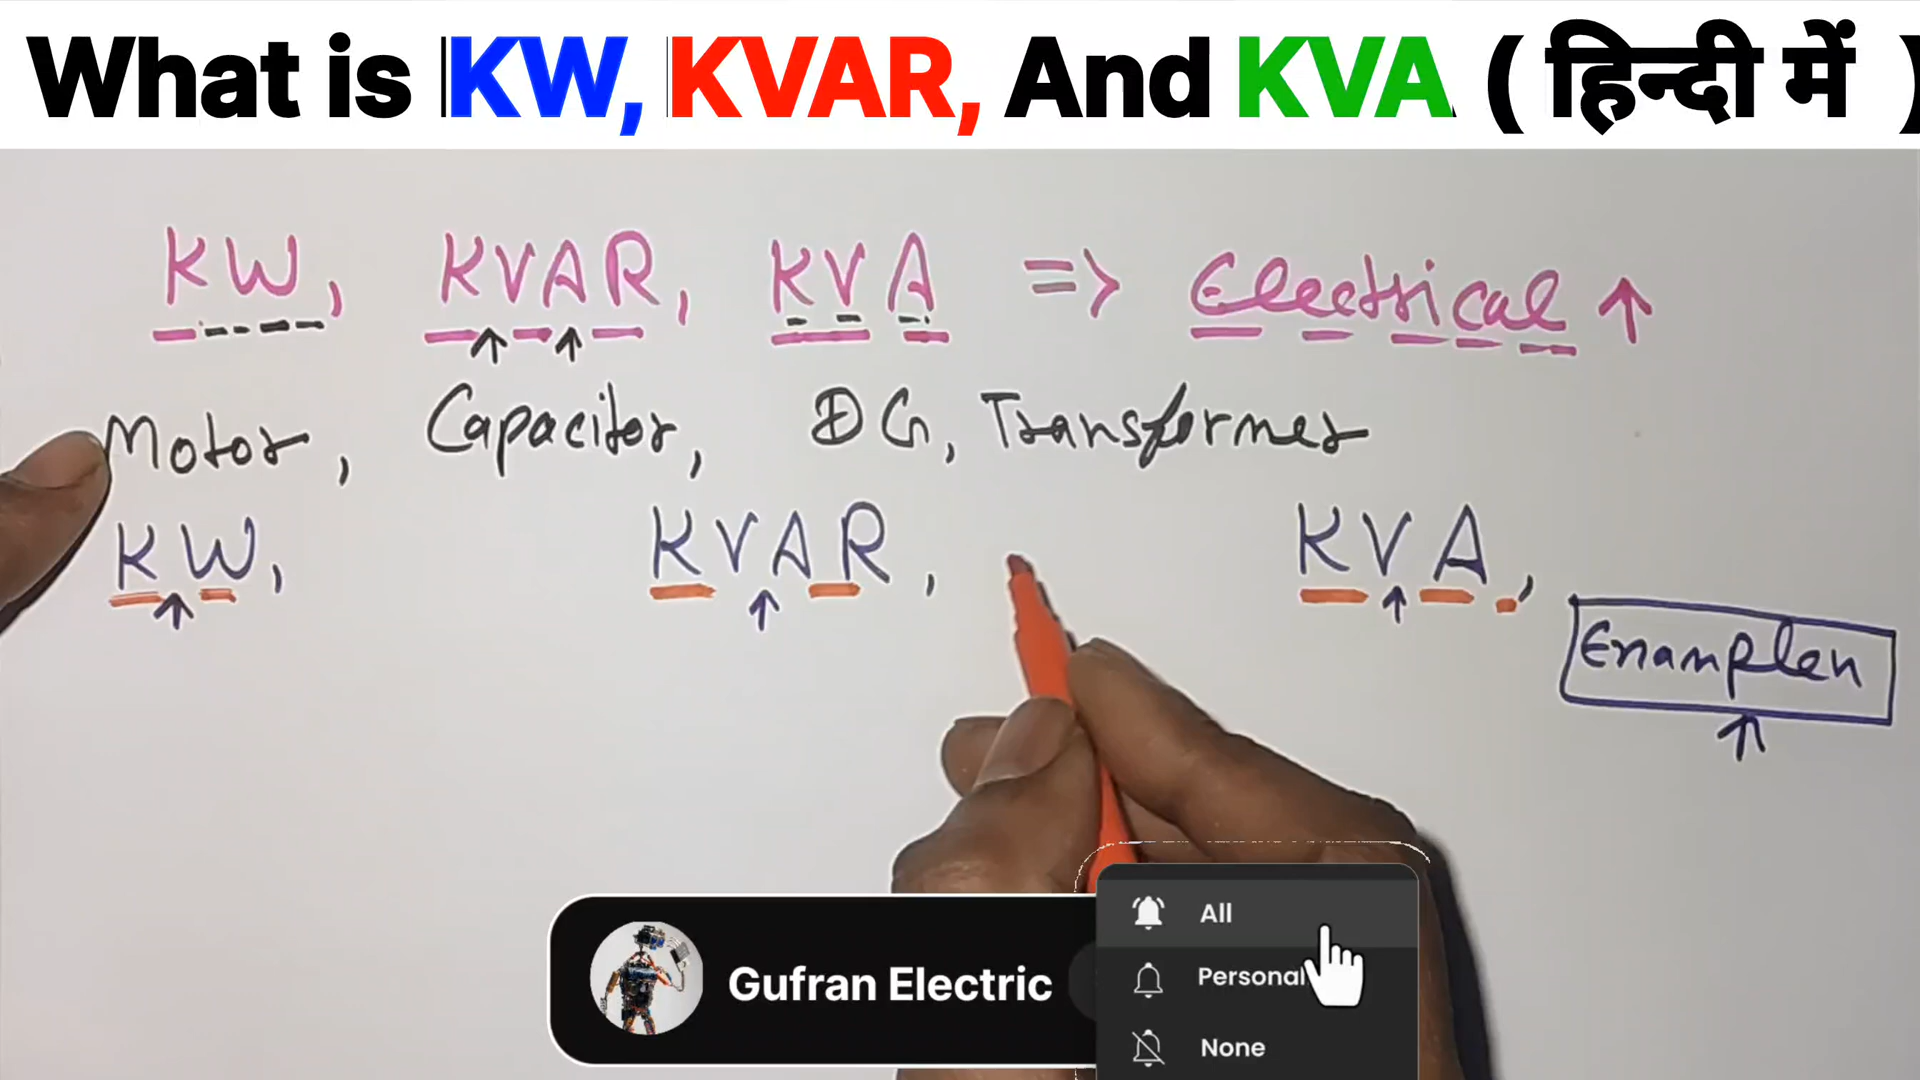 What is KW, KVAR, And KVA ( हिन्दी में )
KW, KVAR, KVA => Electrical ↑
Motor, Capacitor, DG, Transformer
KW, KVAR, KVA,
Examplen
Gufran Electric
All
Personal
None